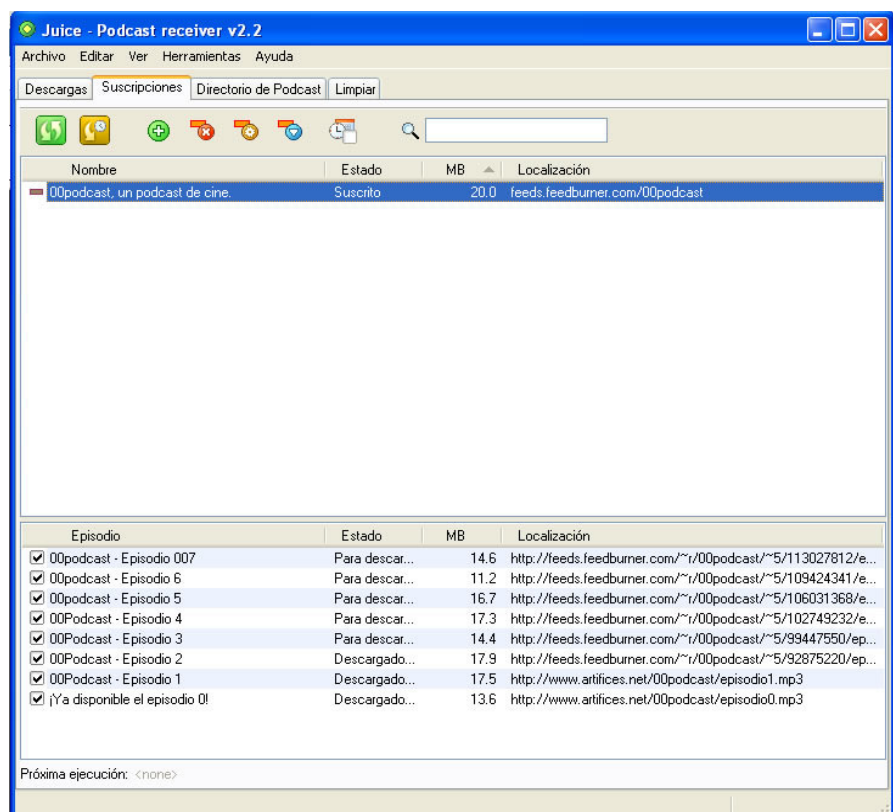 Juice - Podcast receiver v2.2
Archivo Editar Ver Herramientas Ayuda
Descargas Suscripciones Directorio de Podcast Limpiar
Nombre Estado MB Localización
00podcast, un podcast de cine. Suscrito 20.0 feeds.feedburner.com/00podcast
Episodio Estado MB Localización
00podcast - Episodio 007 Para descar... 14.6 http://feeds.feedburner.com/~r/00podcast/~5/113027812/e...
00podcast - Episodio 6 Para descar... 11.2 http://feeds.feedburner.com/~r/00podcast/~5/109424341/e...
00podcast - Episodio 5 Para descar... 16.7 http://feeds.feedburner.com/~r/00podcast/~5/106031368/e...
00Podcast - Episodio 4 Para descar... 17.3 http://feeds.feedburner.com/~r/00podcast/~5/102749232/e...
00Podcast - Episodio 3 Para descar... 14.4 http://feeds.feedburner.com/~r/00podcast/~5/99447550/ep...
00Podcast - Episodio 2 Descargado... 17.9 http://feeds.feedburner.com/~r/00podcast/~5/92875220/ep...
00Podcast - Episodio 1 Descargado... 17.5 http://www.artifices.net/00podcast/episodio1.mp3
¡Ya disponible el episodio 0! Descargado... 13.6 http://www.artifices.net/00podcast/episodio0.mp3
Próxima ejecución: <none>